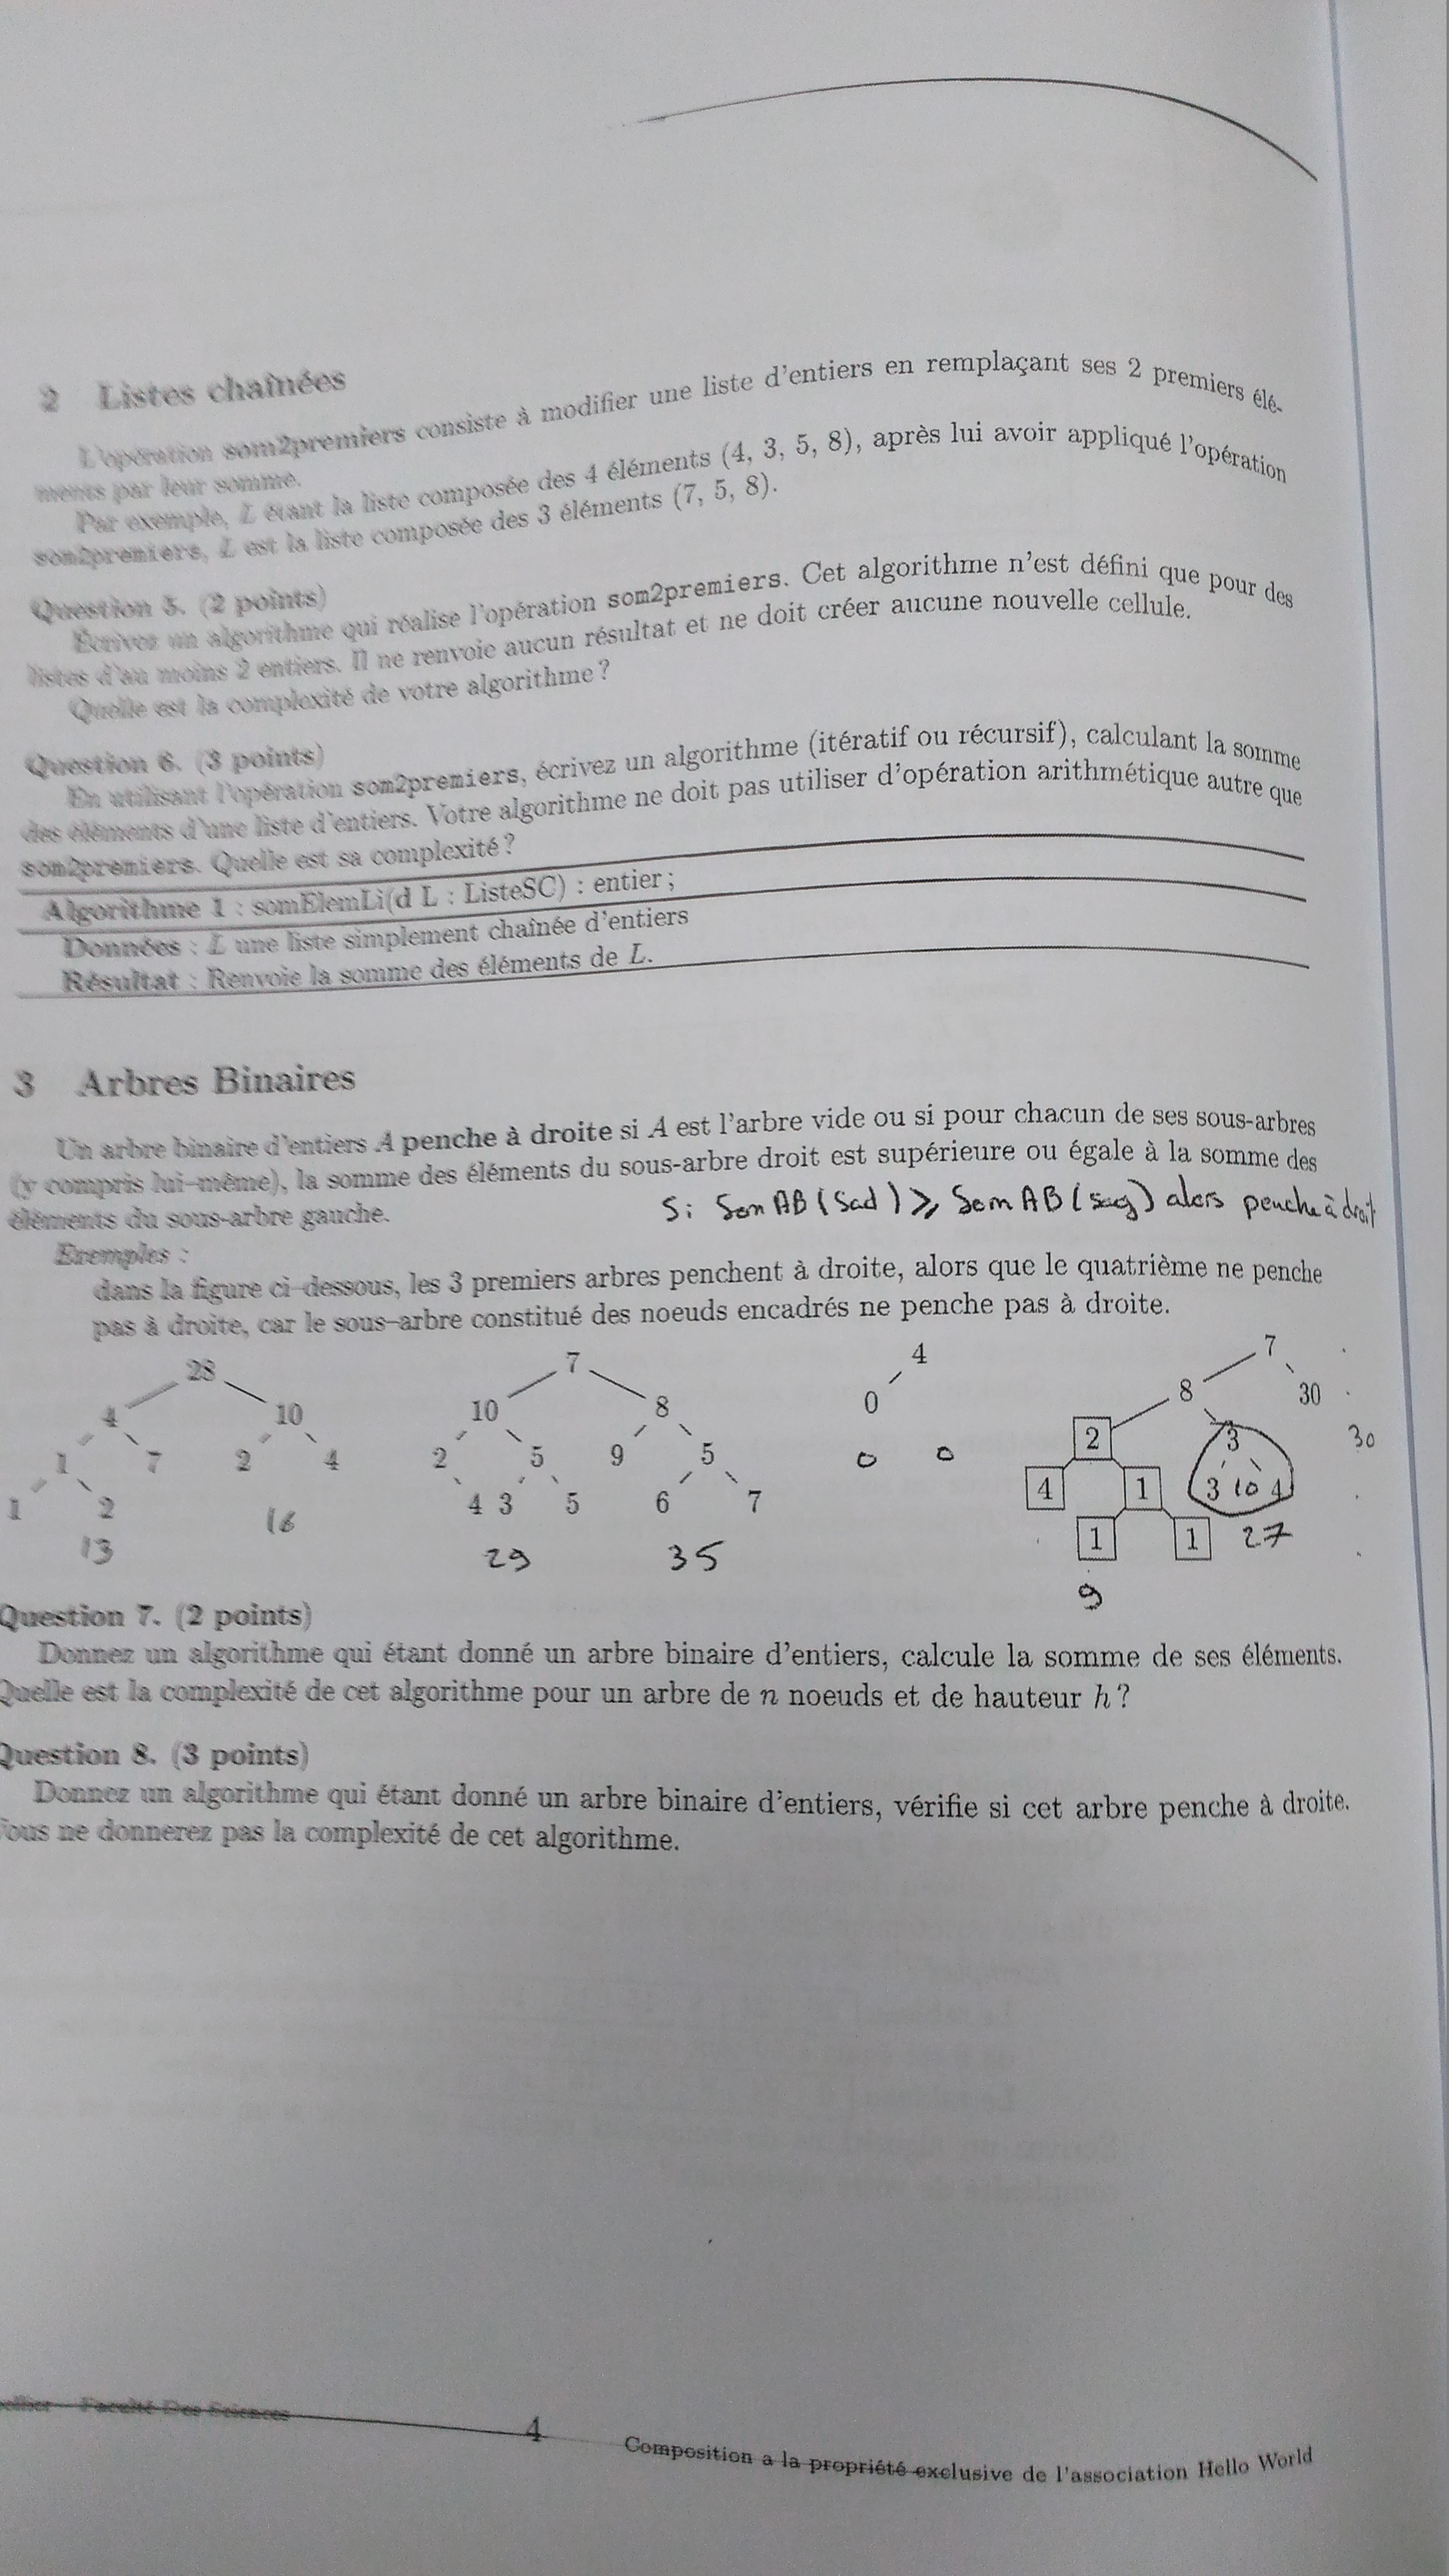 2 Listes chaînées
L'opération som2premiers consiste à modifier une liste d'entiers en remplaçant ses 2 premiers élé-
ments par leur somme.
Par exemple, L étant la liste composée des 4 éléments (4, 3, 5, 8), après lui avoir appliqué l'opération
som2premiers, L est la liste composée des 3 éléments (7, 5, 8).
Question 5. (2 points)
Écrivez un algorithme qui réalise l'opération som2premiers. Cet algorithme n'est défini que pour des
listes d'au moins 2 entiers. Il ne renvoie aucun résultat et ne doit créer aucune nouvelle cellule.
Quelle est la complexité de votre algorithme ?
Question 6. (3 points)
En utilisant l'opération som2premiers, écrivez un algorithme (itératif ou récursif), calculant la somme
des éléments d'une liste d'entiers. Votre algorithme ne doit pas utiliser d'opération arithmétique autre que
som2premiers. Quelle est sa complexité ?
Algorithme 1 : somElemLi(d L : ListeSC) : entier ;
Données : L une liste simplement chaînée d'entiers
Résultat : Renvoie la somme des éléments de L.
3 Arbres Binaires
Un arbre binaire d'entiers A penche à droite si A est l'arbre vide ou si pour chacun de ses sous-arbres
(y compris lui-même), la somme des éléments du sous-arbre droit est supérieure ou égale à la somme des
éléments du sous-arbre gauche.
Si SomAB(sad) ⩾ SomAB(sag) alors penche à droit
Exemples :
dans la figure ci-dessous, les 3 premiers arbres penchent à droite, alors que le quatrième ne penche
pas à droite, car le sous-arbre constitué des noeuds encadrés ne penche pas à droite.
28 7 4 7
4 10 10 8 0 8 30
1 7 2 4 2 5 9 5 0 0 2 3 30
1 2 4 3 5 6 7 4 1 3 10 4
13 16 29 35 1 1 27
9
Question 7. (2 points)
Donnez un algorithme qui étant donné un arbre binaire d'entiers, calcule la somme de ses éléments.
Quelle est la complexité de cet algorithme pour un arbre de n noeuds et de hauteur h ?
Question 8. (3 points)
Donnez un algorithme qui étant donné un arbre binaire d'entiers, vérifie si cet arbre penche à droite.
Vous ne donnerez pas la complexité de cet algorithme.
Faculté Des Sciences
4
Composition a la propriété exclusive de l'association Hello World